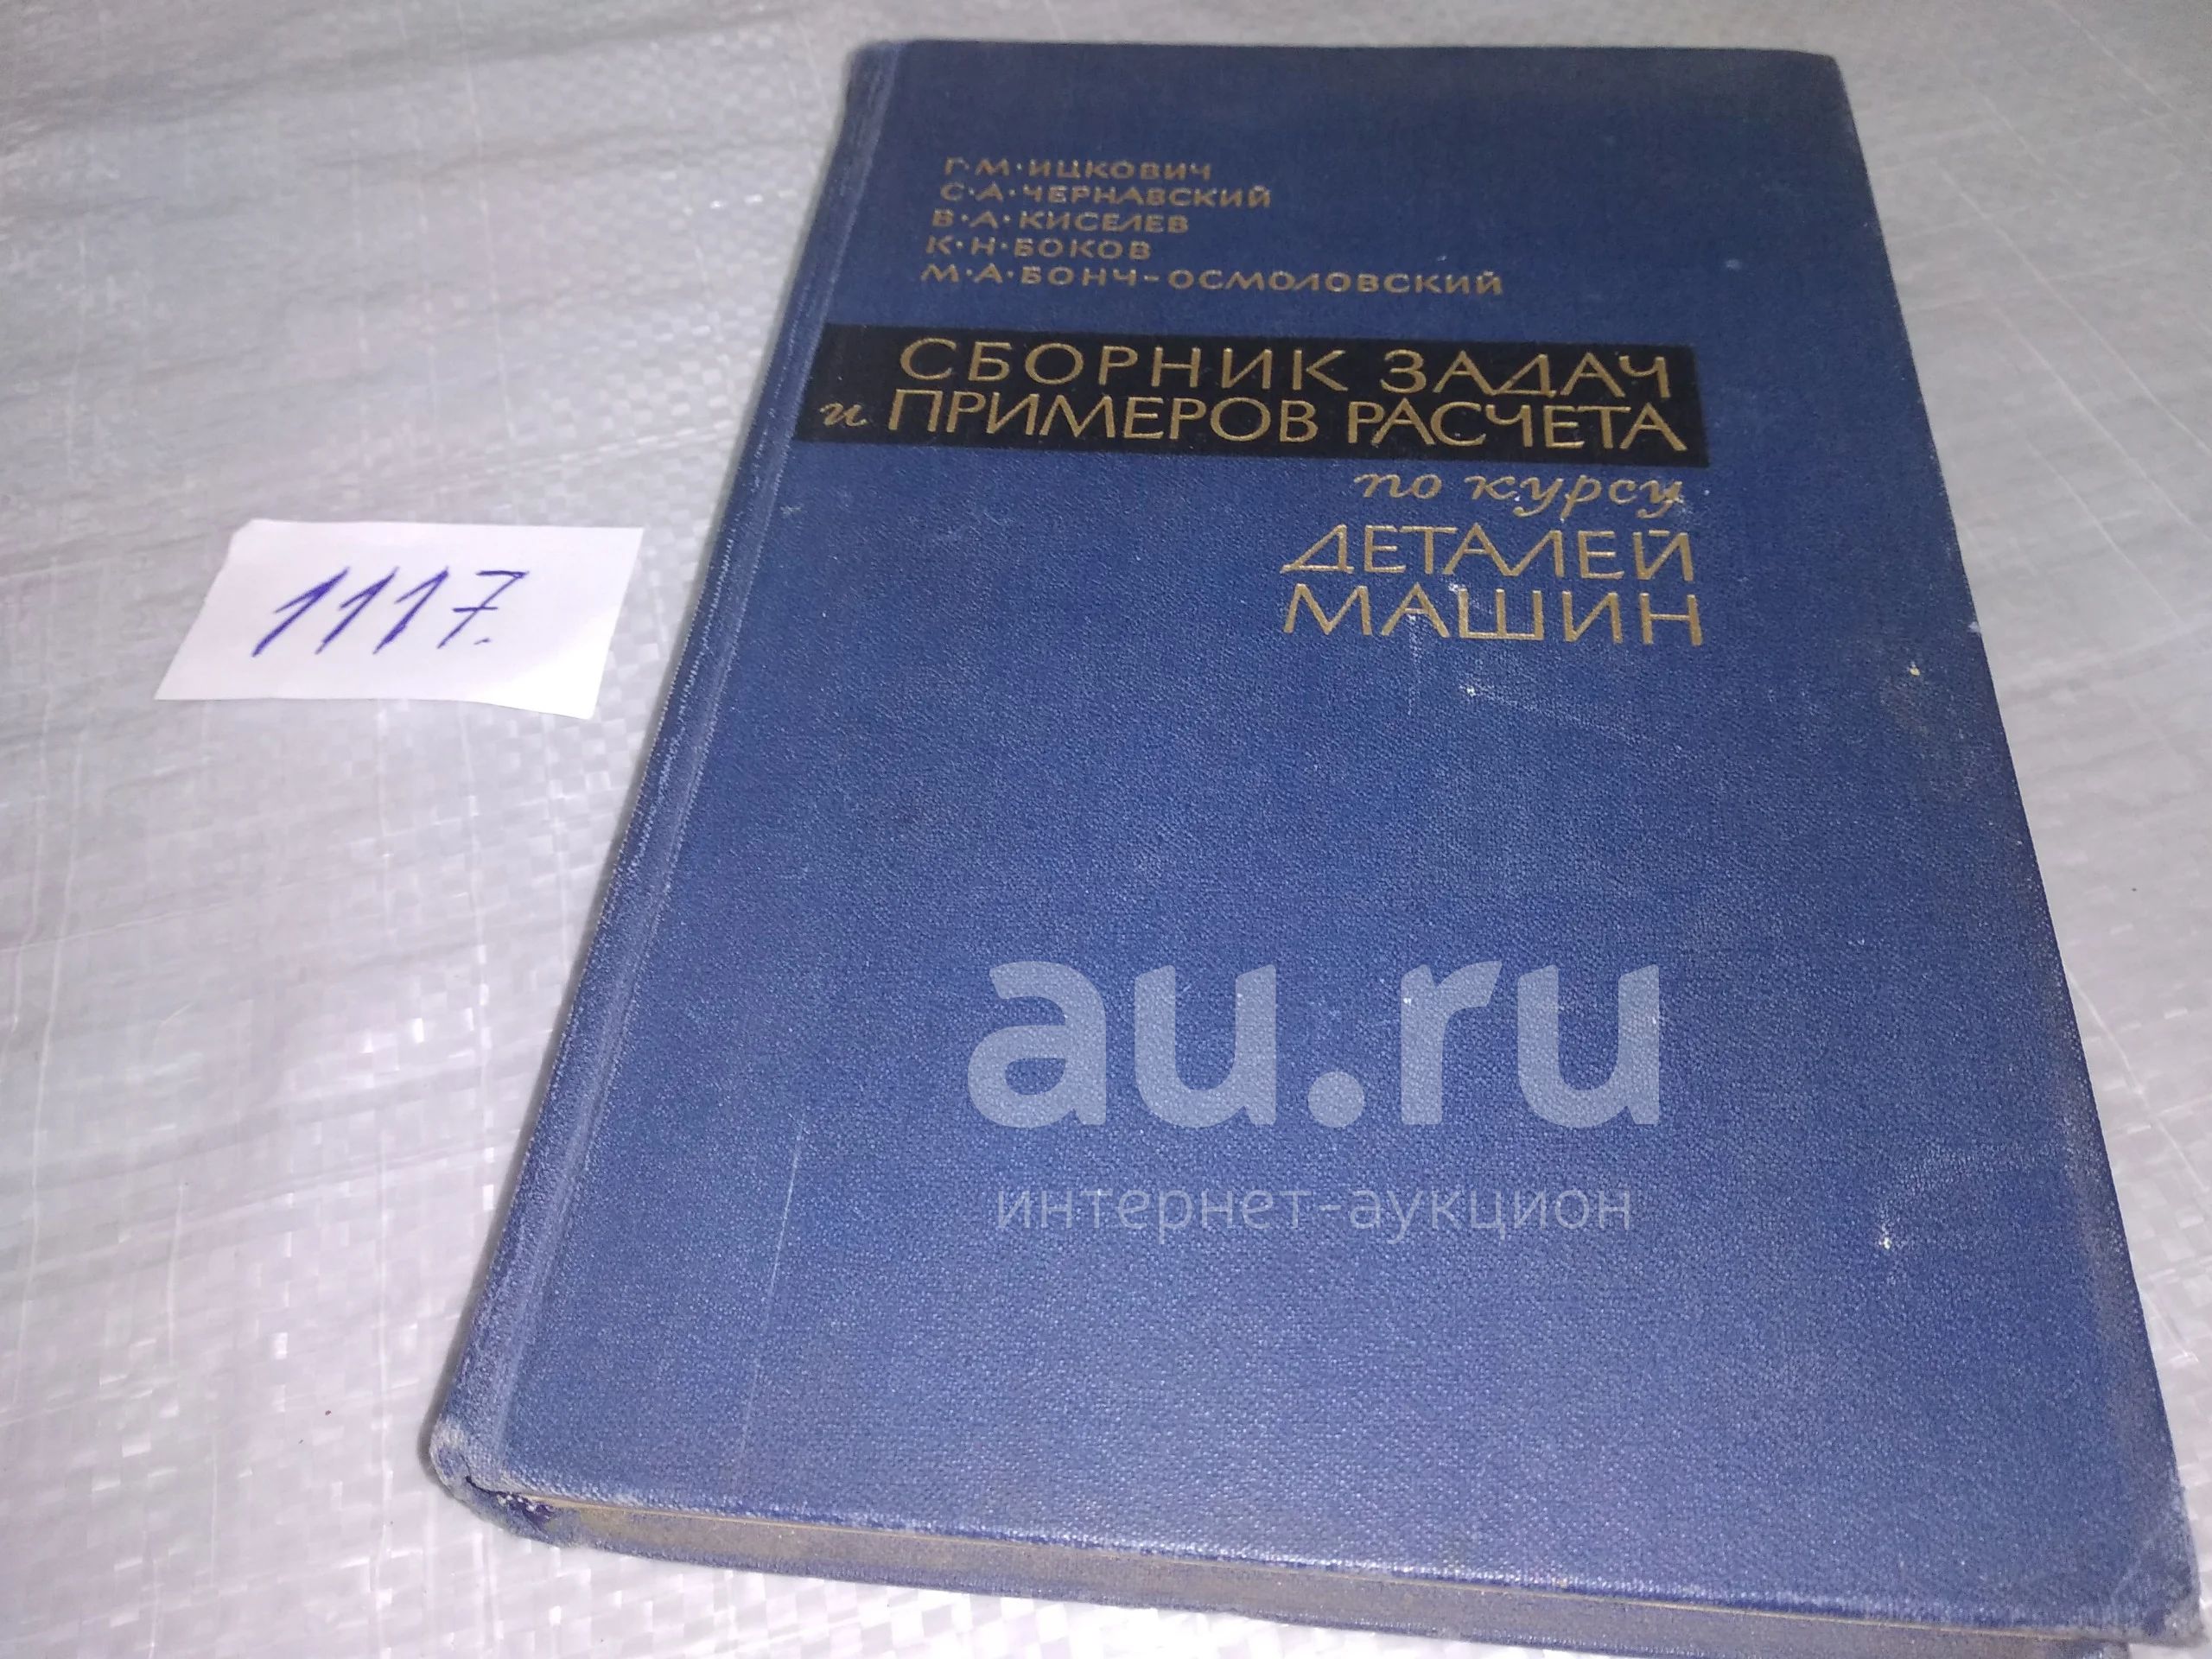 Г·М·ИЦКОВИЧ
С·А·ЧЕРНАВСКИЙ
В·А·КИСЕЛЕВ
К·Н·БОКОВ
М·А·БОНЧ-ОСМОЛОВСКИЙ
СБОРНИК ЗАДАЧ
и ПРИМЕРОВ РАСЧЕТА
по курсу
ДЕТАЛЕЙ
МАШИН
1117.
au.ru
интернет-аукцион